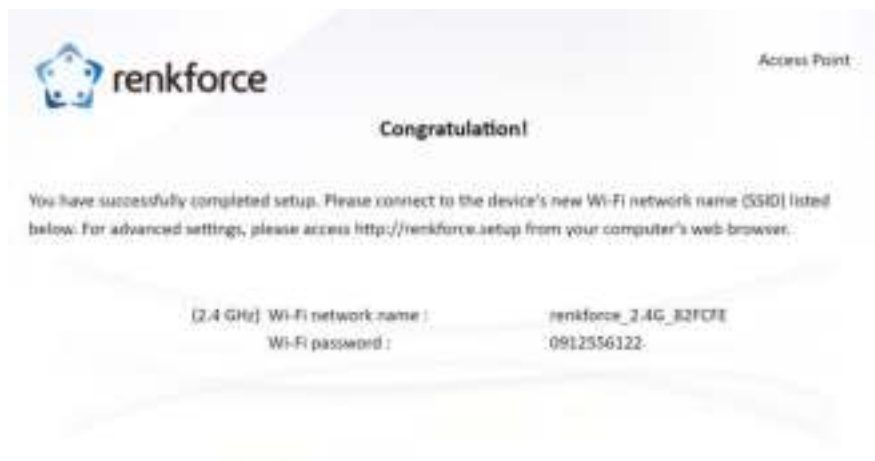 renkforce
Access Point
Congratulation!
You have successfully completed setup. Please connect to the device's new Wi-Fi network name (SSID) listed
below. For advanced settings, please access http://renkforce.setup from your computer's web browser.
(2.4 GHz) Wi-Fi network name : renkforce_2.4G_82FCFE
Wi-Fi password : 0912556122